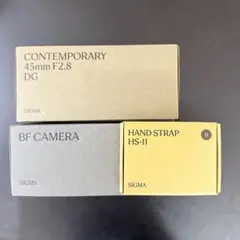 CONTEMPORARY
45mm F2.8
DG
SIGMA
BF CAMERA
SIGMA
HAND STRAP
HS-11
SIGMA